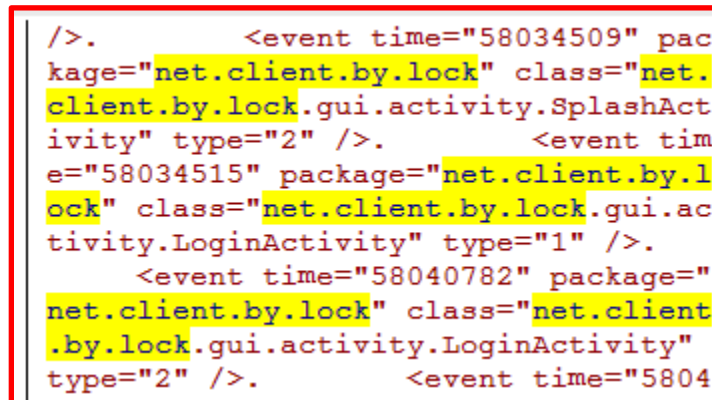 />.        <event time="58034509" pac
kage="net.client.by.lock" class="net.
client.by.lock.gui.activity.SplashAct
ivity" type="2" />.        <event tim
e="58034515" package="net.client.by.l
ock" class="net.client.by.lock.gui.ac
tivity.LoginActivity" type="1" />.
     <event time="58040782" package="
net.client.by.lock" class="net.client
.by.lock.gui.activity.LoginActivity"
type="2" />.        <event time="5804